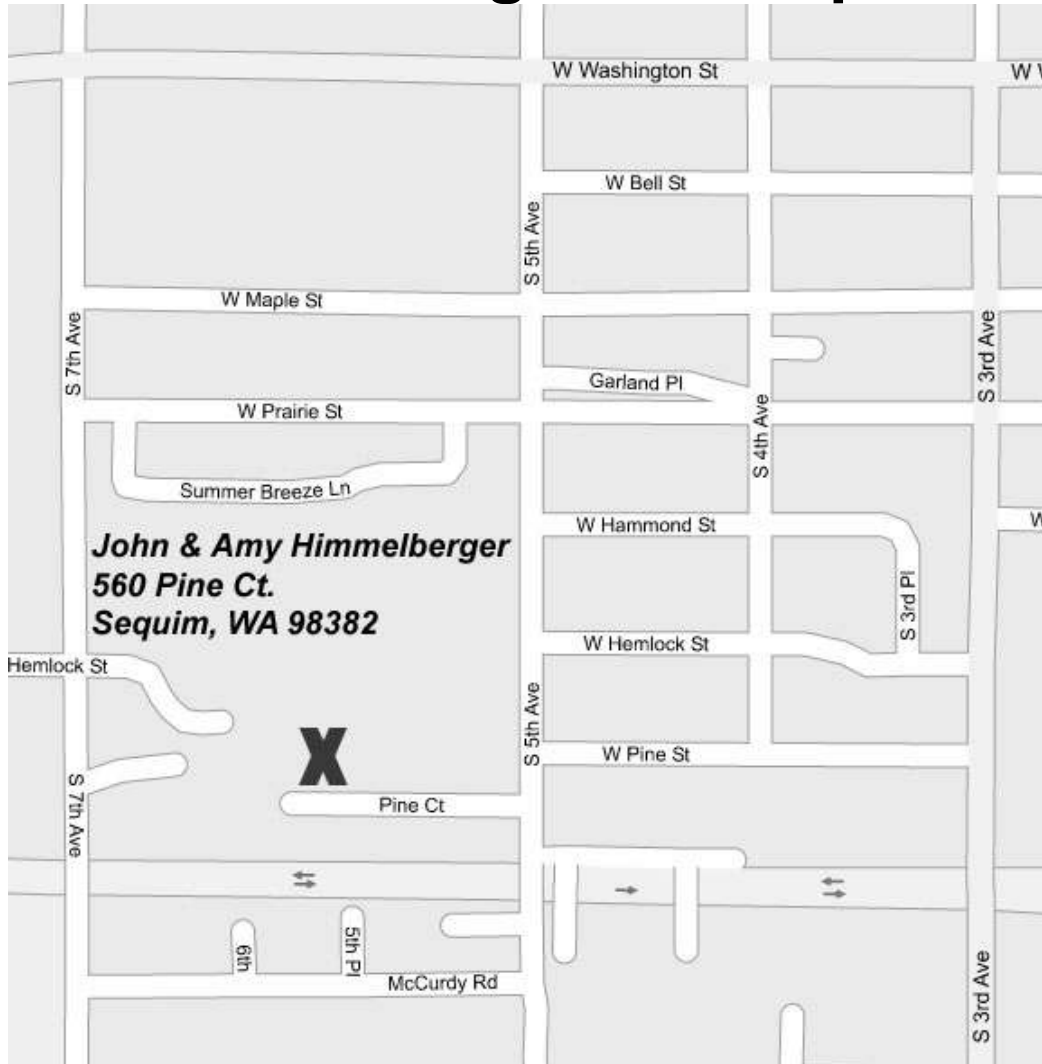 W Washington St
W Bell St
S 5th Ave
W Maple St
S 7th Ave
S 3rd Ave
Garland Pl
W Prairie St
S 4th Ave
Summer Breeze Ln
W Hammond St
John & Amy Himmelberger
560 Pine Ct.
Sequim, WA 98382
S 3rd Pl
W Hemlock St
Hemlock St
S 5th Ave
W Pine St
X
S 7th Ave
Pine Ct
6th
5th Pl
McCurdy Rd
S 3rd Ave